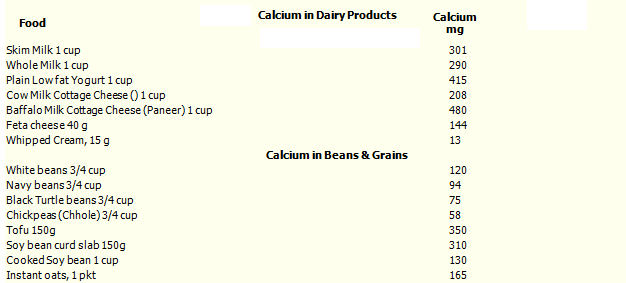 Food Calcium in Dairy Products Calcium mg
Skim Milk 1 cup 301
Whole Milk 1 cup 290
Plain Low fat Yogurt 1 cup 415
Cow Milk Cottage Cheese () 1 cup 208
Baffalo Milk Cottage Cheese (Paneer) 1 cup 480
Feta cheese 40 g 144
Whipped Cream, 15 g 13
Calcium in Beans & Grains
White beans 3/4 cup 120
Navy beans 3/4 cup 94
Black Turtle beans 3/4 cup 75
Chickpeas (Chhole) 3/4 cup 58
Tofu 150g 350
Soy bean curd slab 150g 310
Cooked Soy bean 1 cup 130
Instant oats, 1 pkt 165